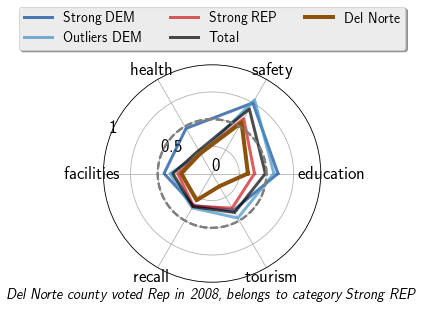 Strong DEM Strong REP Del Norte
Outliers DEM Total
health safety
1
0.5
0
facilities education
recall tourism
Del Norte county voted Rep in 2008, belongs to category Strong REP